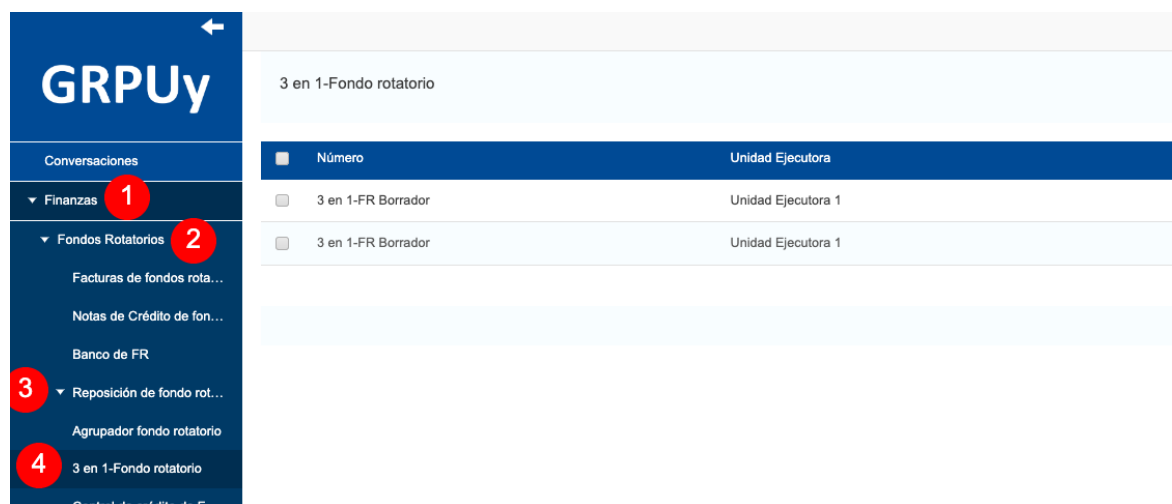 GRPUy
Conversaciones
Finanzas 1
Fondos Rotatorios 2
Facturas de fondos rota...
Notas de Crédito de fon...
Banco de FR
3 Reposición de fondo rot...
Agrupador fondo rotatorio
4 3 en 1-Fondo rotatorio
3 en 1-Fondo rotatorio
Número Unidad Ejecutora
3 en 1-FR Borrador Unidad Ejecutora 1
3 en 1-FR Borrador Unidad Ejecutora 1